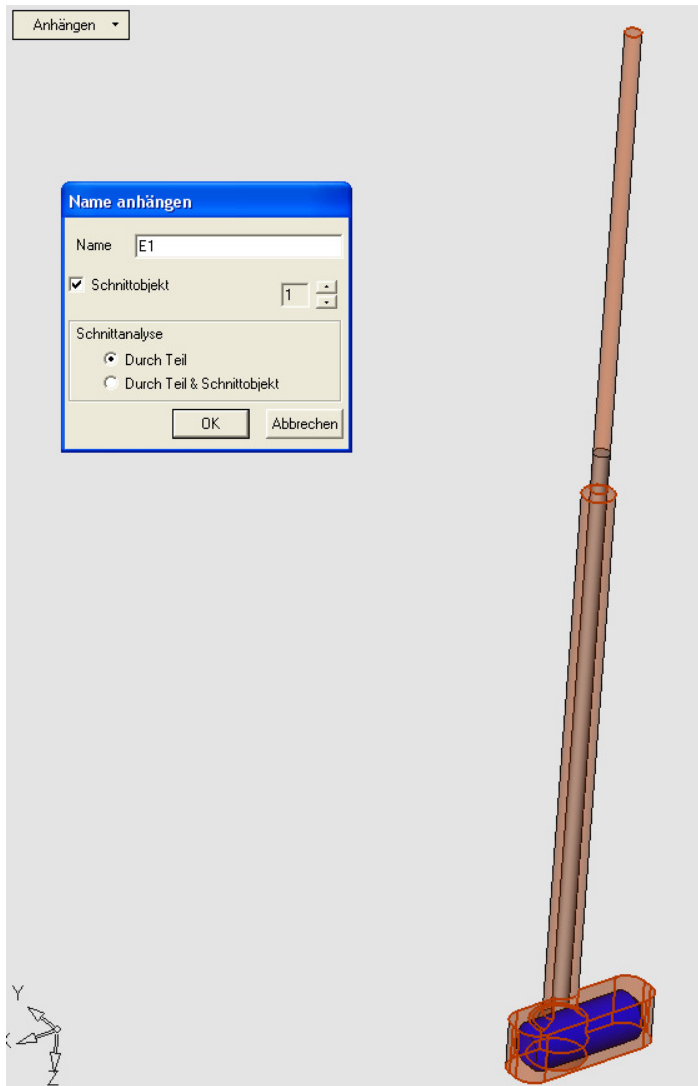 Anhängen
Name anhängen
Name E1
Schnittobjekt 1
Schnittanalyse
Durch Teil
Durch Teil & Schnittobjekt
OK Abbrechen
Y
X
Z